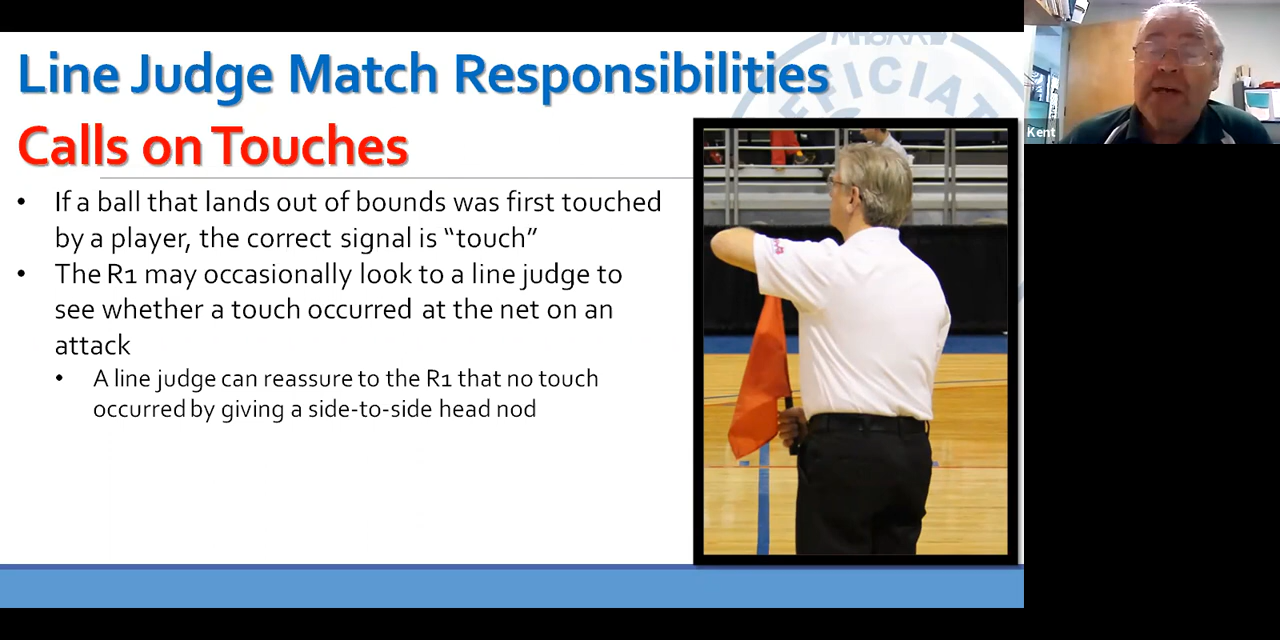 Line Judge Match Responsibilities
Calls on Touches
• If a ball that lands out of bounds was first touched
by a player, the correct signal is “touch”
• The R1 may occasionally look to a line judge to
see whether a touch occurred at the net on an
attack
• A line judge can reassure to the R1 that no touch
occurred by giving a side-to-side head nod
Kent